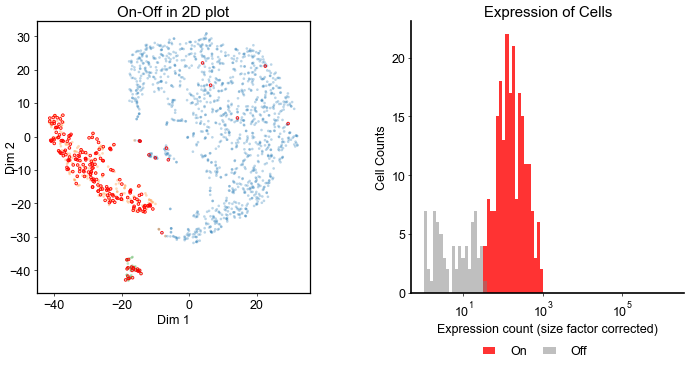 On-Off in 2D plot
30
20
10
0
−10
−20
−30
−40
Dim 2
−40
−20
0
20
Dim 1
Expression of Cells
20
15
10
5
0
Cell Counts
10^1
10^3
10^5
Expression count (size factor corrected)
On
Off